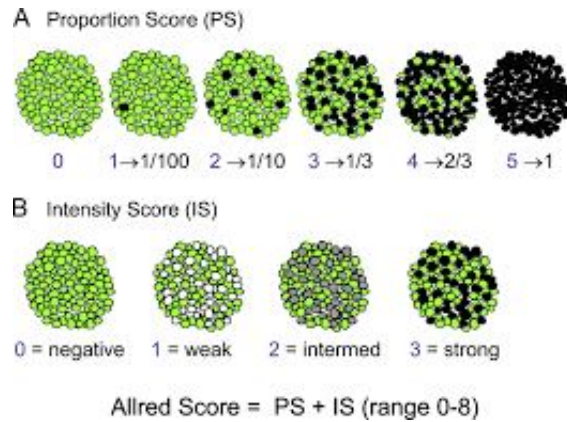 A Proportion Score (PS)
0 1→1/100 2→1/10 3→1/3 4→2/3 5→1
B Intensity Score (IS)
0 = negative 1 = weak 2 = intermed 3 = strong
Allred Score = PS + IS (range 0-8)